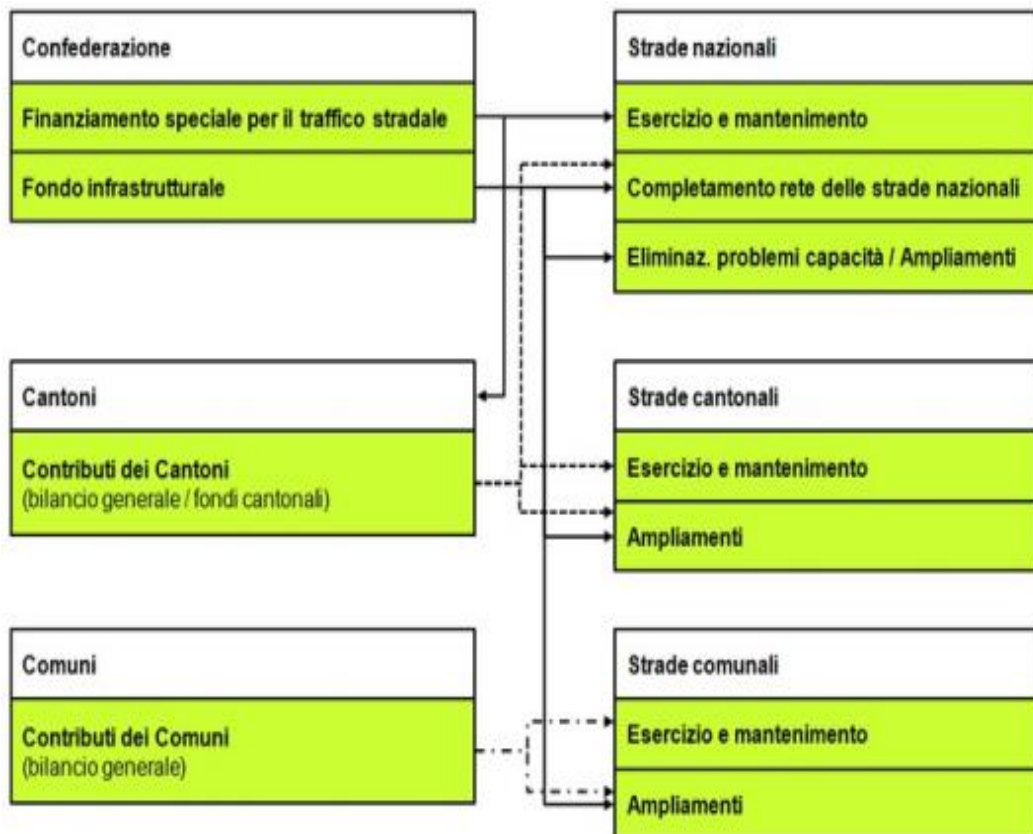 Confederazione
Finanziamento speciale per il traffico stradale
Fondo infrastrutturale
Cantoni
Contributi dei Cantoni
(bilancio generale / fondi cantonali)
Comuni
Contributi dei Comuni
(bilancio generale)
Strade nazionali
Esercizio e mantenimento
Completamento rete delle strade nazionali
Eliminaz. problemi capacità / Ampliamenti
Strade cantonali
Esercizio e mantenimento
Ampliamenti
Strade comunali
Esercizio e mantenimento
Ampliamenti